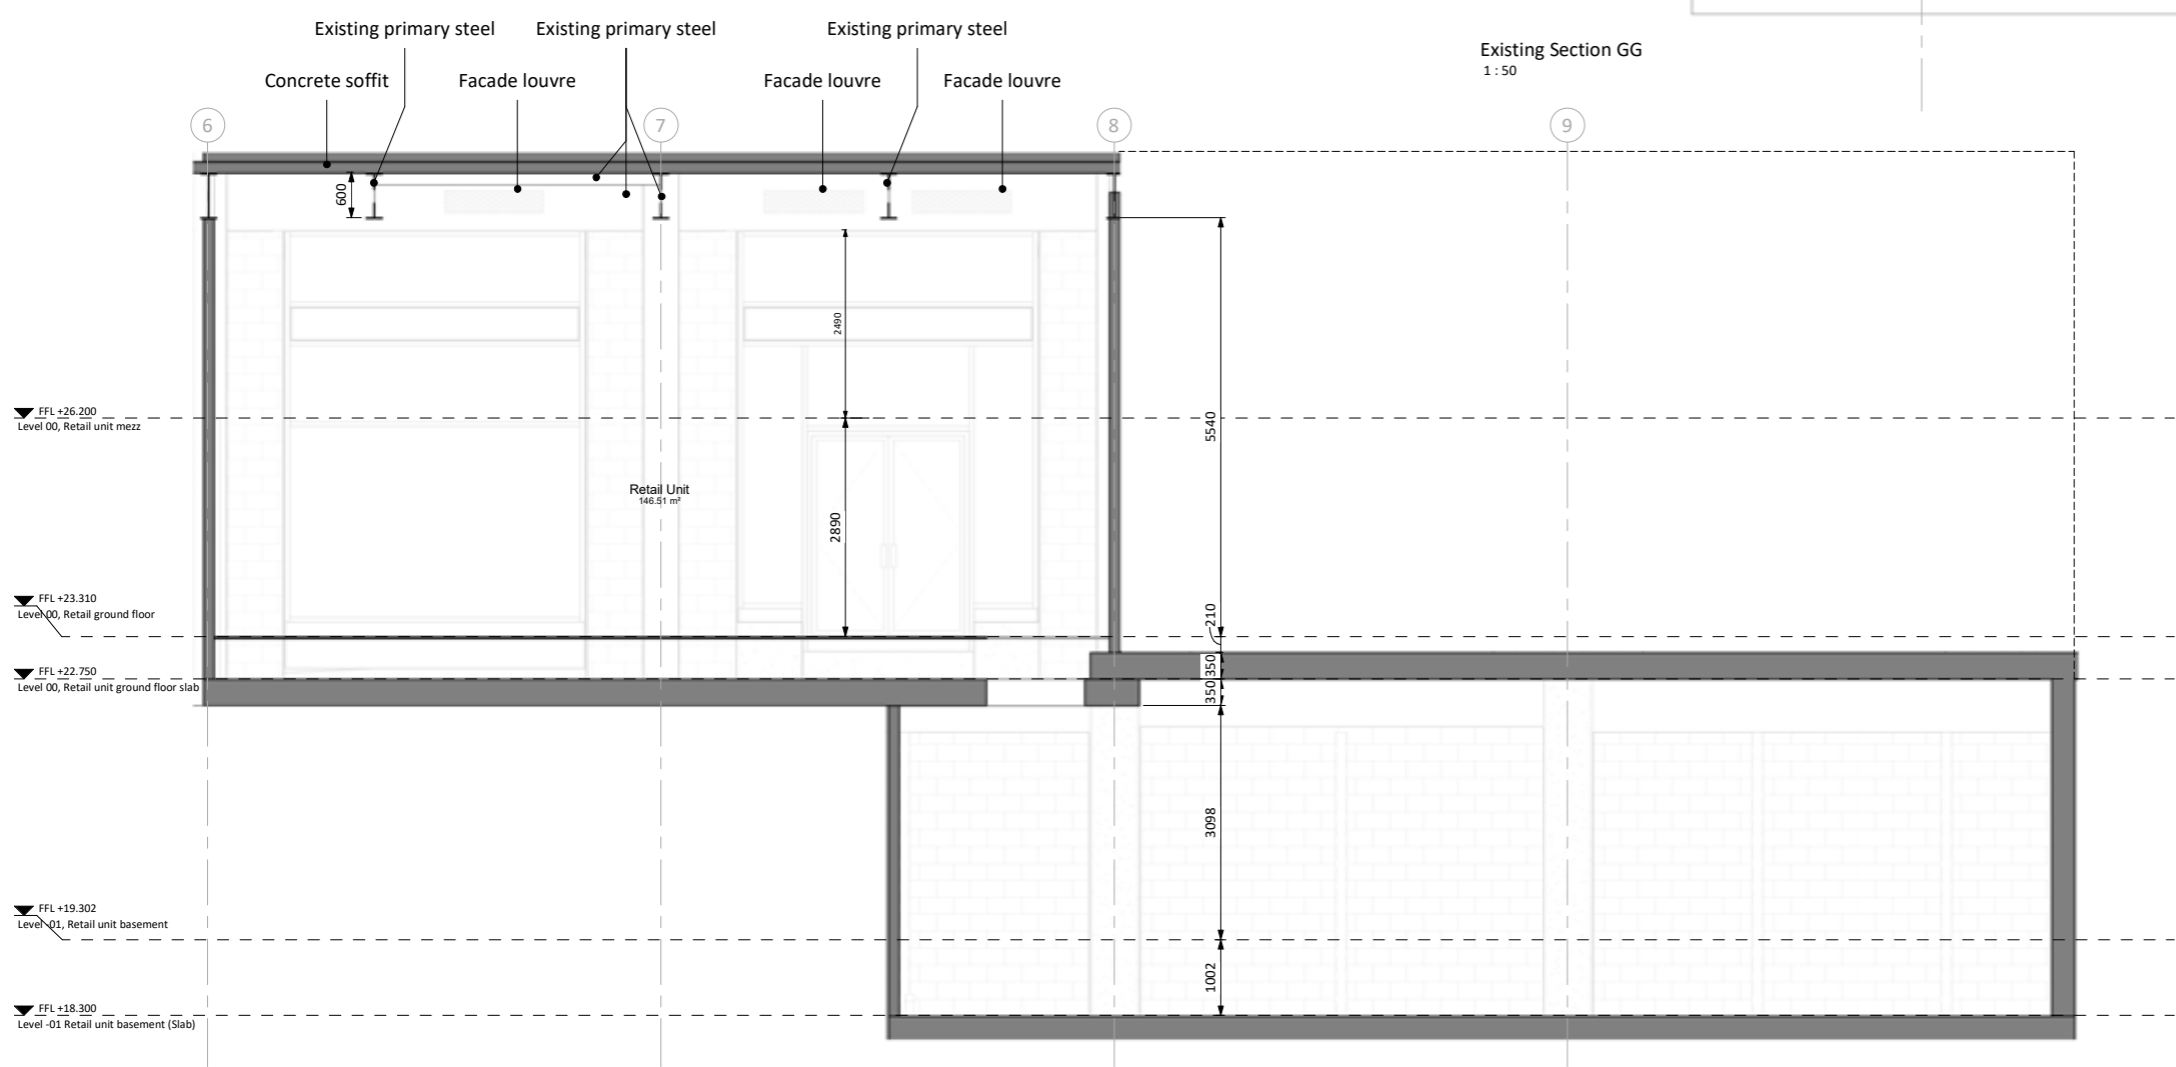 Existing primary steel
Existing primary steel
Existing primary steel
Existing Section GG
1 : 50
Concrete soffit
Facade louvre
Facade louvre
Facade louvre
6
7
8
9
600
2490
FFL +26.200
Level 00, Retail unit mezz
5540
Retail Unit
146.51 m²
2890
FFL +23.310
Level 00, Retail ground floor
210
FFL +22.750
Level 00, Retail unit ground floor slab
350
350
3098
FFL +19.302
Level -01, Retail unit basement
1002
FFL +18.300
Level -01 Retail unit basement (Slab)